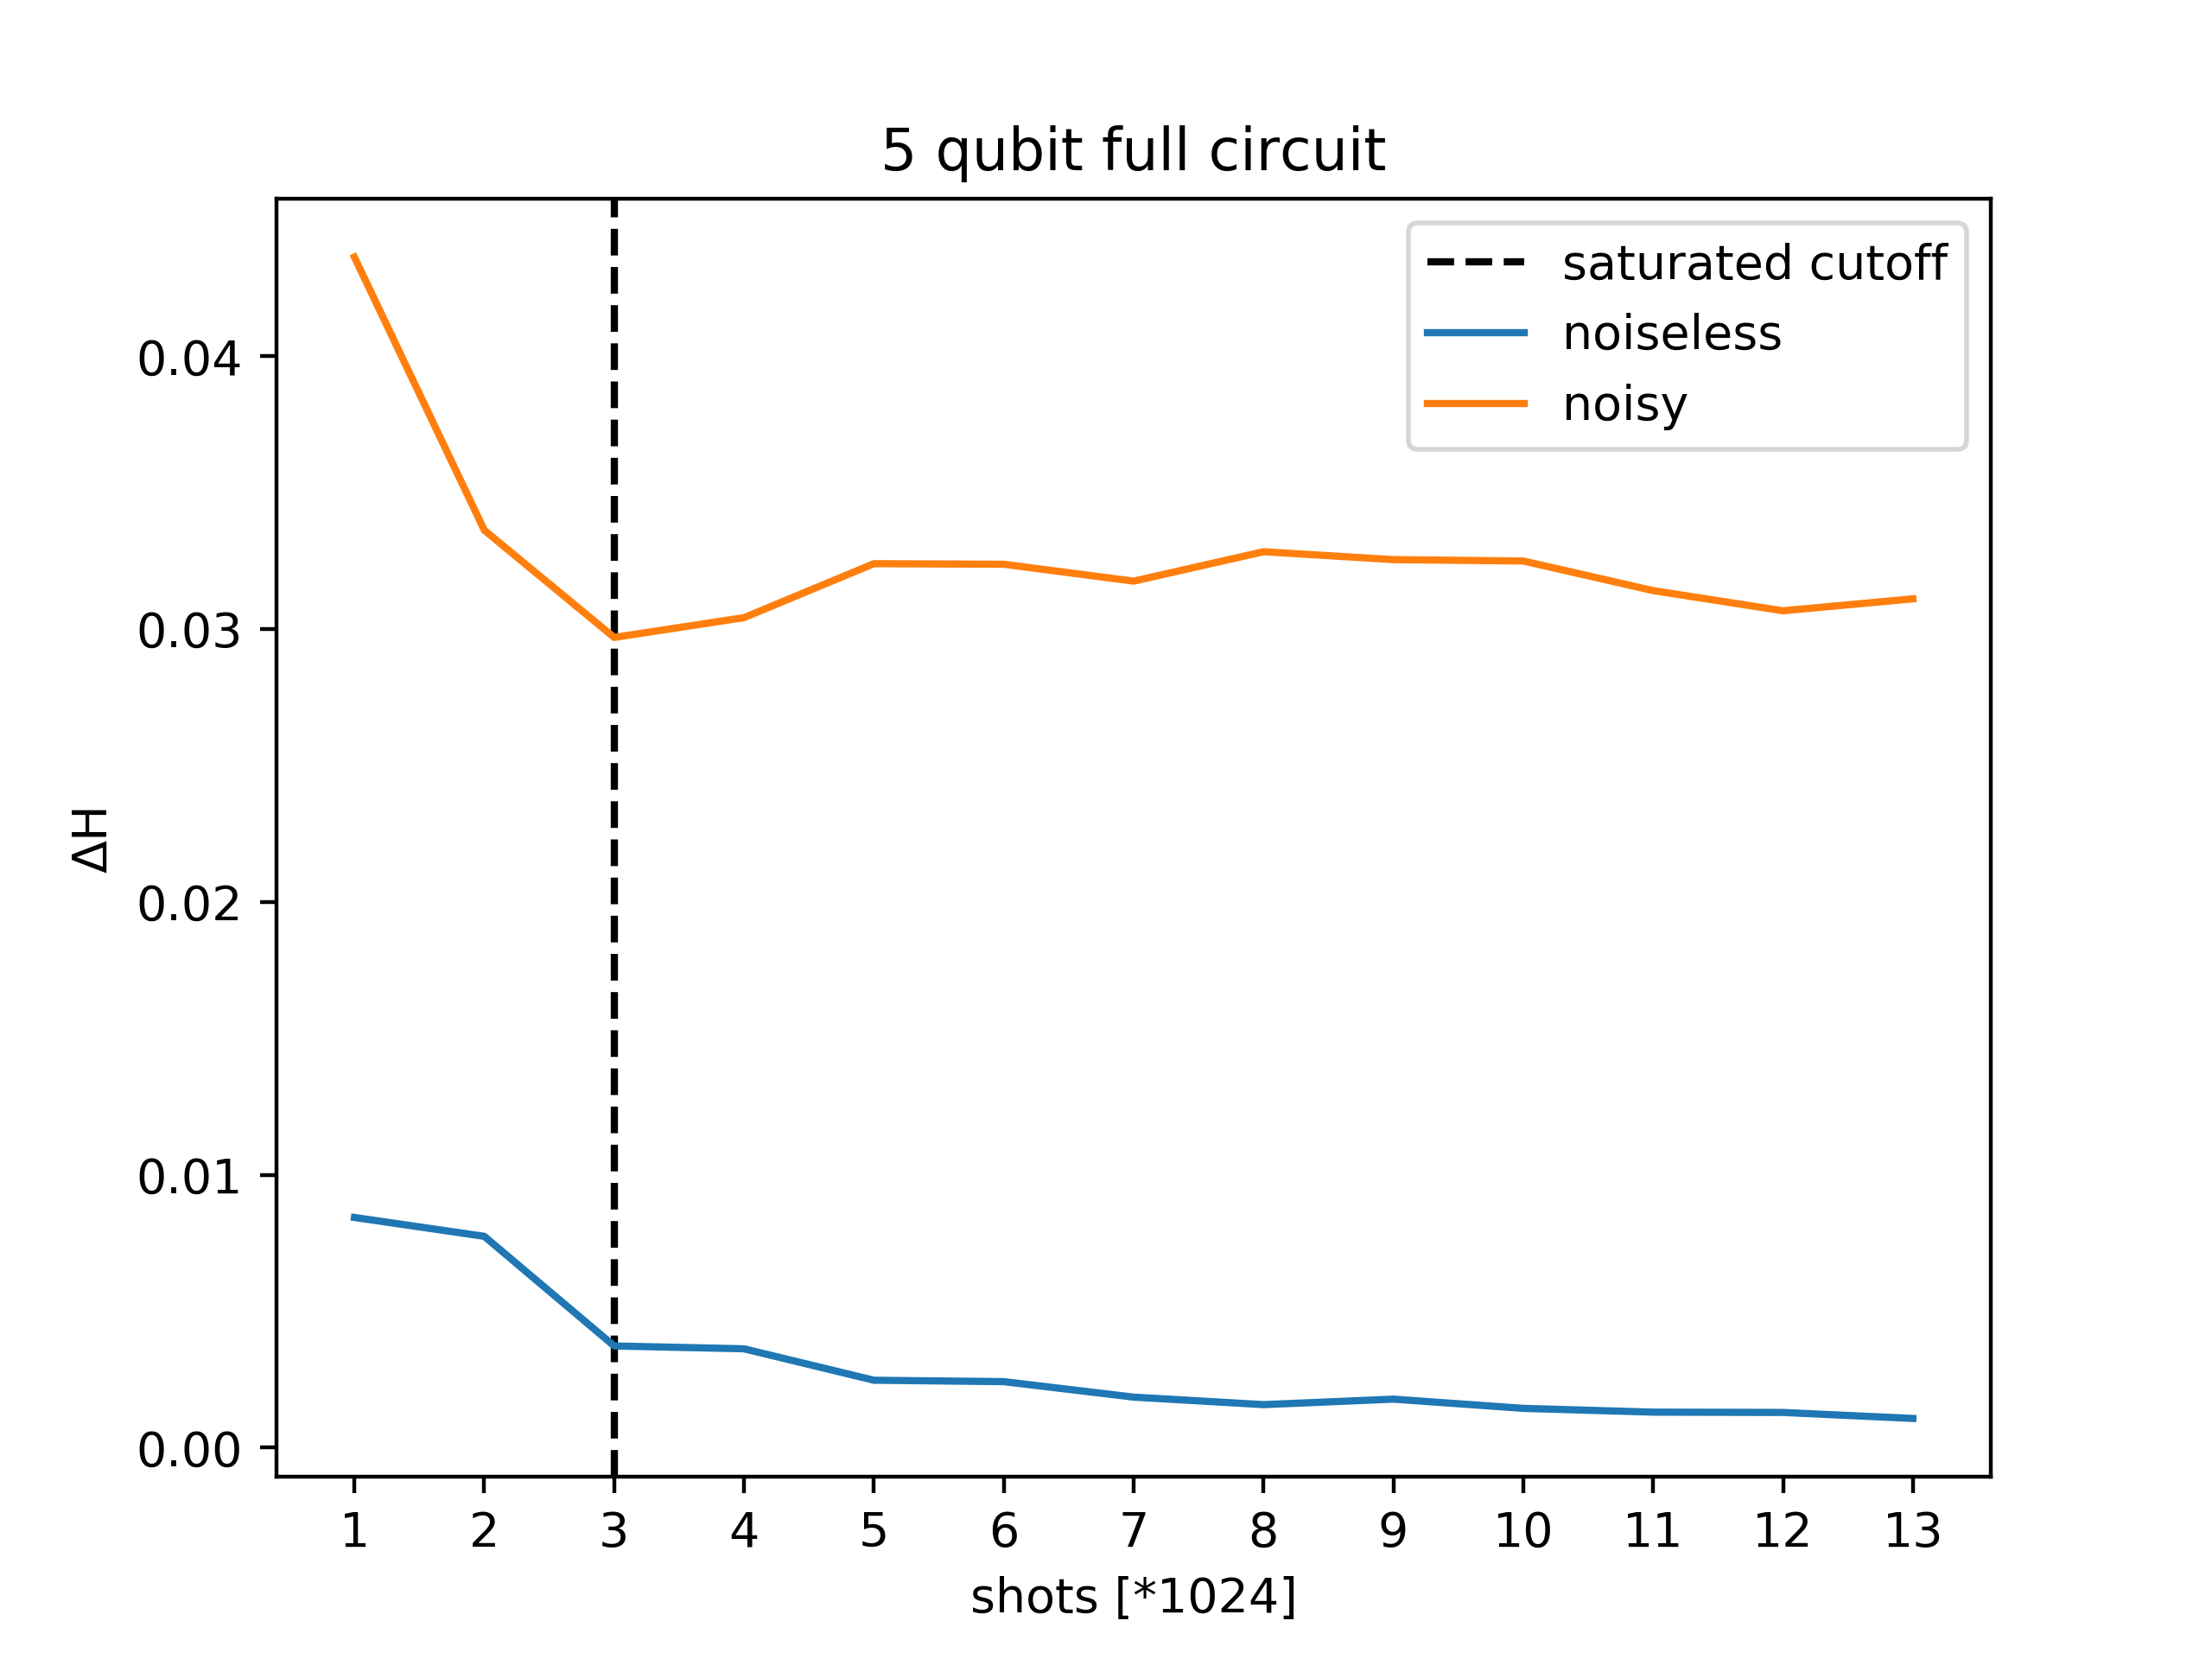 5 qubit full circuit
saturated cutoff
noiseless
noisy
0.04
0.03
0.02
0.01
0.00
ΔH
1 2 3 4 5 6 7 8 9 10 11 12 13
shots [*1024]